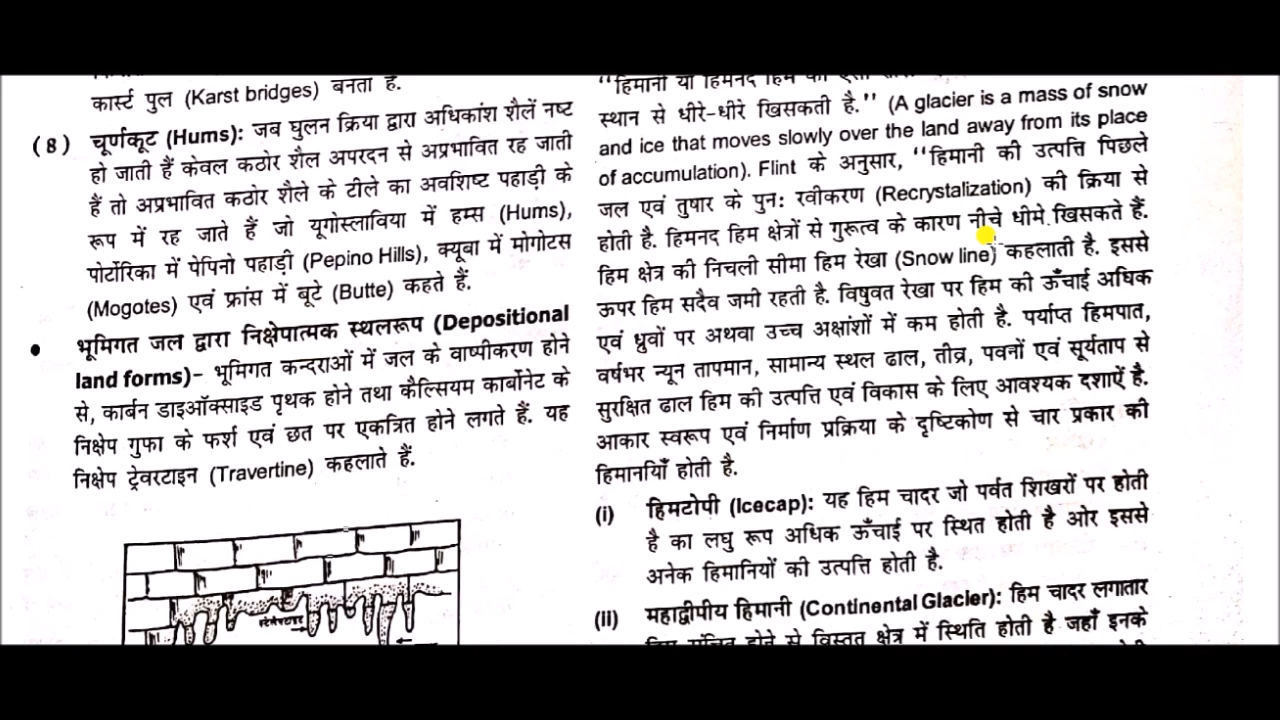 कार्स्ट पुल (Karst bridges) बनता है.
(8) चूर्णकूट (Hums): जब घुलन क्रिया द्वारा अधिकांश शैलें नष्ट
हो जाती हैं केवल कठोर शैल अपरदन से अप्रभावित रह जाती
हैं तो अप्रभावित कठोर शैले के टीले का अवशिष्ट पहाड़ी के
रूप में रह जाते हैं जो यूगोस्लाविया में हम्स (Hums),
पोर्टोरिका में पेपिनो पहाड़ी (Pepino Hills), क्यूबा में मोगोटस
(Mogotes) एवं फ्रांस में बूटे (Butte) कहते हैं.
• भूमिगत जल द्वारा निक्षेपात्मक स्थलरूप (Depositional
land forms)– भूमिगत कन्दराओं में जल के वाष्पीकरण होने
से, कार्बन डाइऑक्साइड पृथक होने तथा कैल्सियम कार्बोनेट के
निक्षेप गुफा के फर्श एवं छत पर एकत्रित होने लगते हैं. यह
निक्षेप ट्रेवरटाइन (Travertine) कहलाते हैं.
"हिमानी या हिमनद हिम की
स्थान से धीरे-धीरे खिसकती है." (A glacier is a mass of snow
and ice that moves slowly over the land away from its place
of accumulation). Flint के अनुसार, "हिमानी की उत्पत्ति पिछले
जल एवं तुषार के पुन: रवीकरण (Recrystalization) की क्रिया से
होती है. हिमनद हिम क्षेत्रों से गुरूत्व के कारण नीचे धीमे खिसकते हैं.
हिम क्षेत्र की निचली सीमा हिम रेखा (Snow line) कहलाती है. इससे
ऊपर हिम सदैव जमी रहती है. विषुवत रेखा पर हिम की ऊँचाई अधिक
एवं ध्रुवों पर अथवा उच्च अक्षांशों में कम होती है. पर्याप्त हिमपात,
वर्षभर न्यून तापमान, सामान्य स्थल ढाल, तीव्र, पवनों एवं सूर्यताप से
सुरक्षित ढाल हिम की उत्पत्ति एवं विकास के लिए आवश्यक दशाऐं है.
आकार स्वरूप एवं निर्माण प्रक्रिया के दृष्टिकोण से चार प्रकार की
हिमानियाँ होती है.
(i) हिमटोपी (Icecap): यह हिम चादर जो पर्वत शिखरों पर होती
है का लघु रूप अधिक ऊँचाई पर स्थित होती है ओर इससे
अनेक हिमानियों की उत्पत्ति होती है.
(ii) महाद्वीपीय हिमानी (Continental Glacier): हिम चादर लगातार
हिम संचित होने से विस्तृत क्षेत्र में स्थिति होती है जहाँ इनके